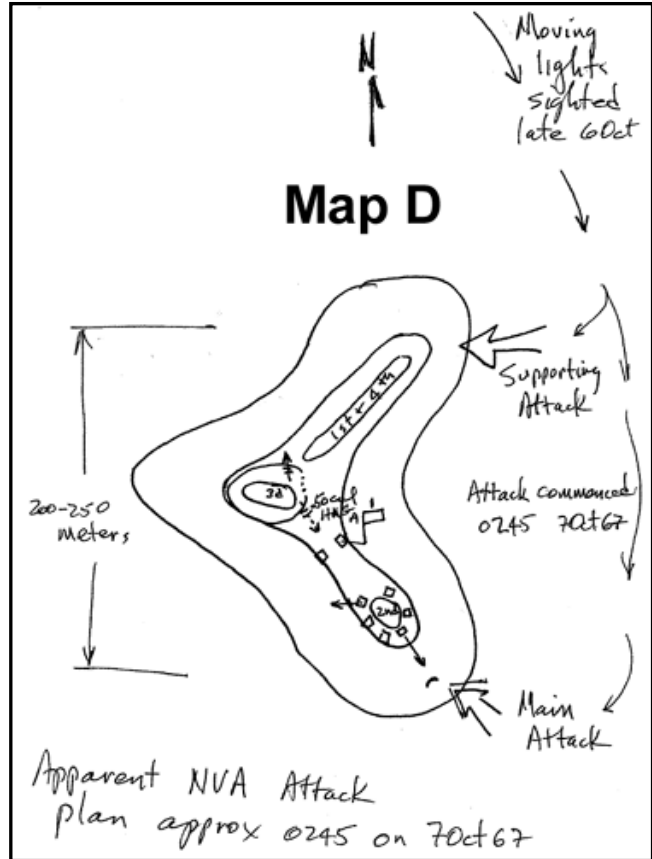 Moving
lights
sighted
late 6Oct
N
Map D
Supporting
Attack
1st + 4th
3d
.50cal
HMG
A
1
200-250
meters
Attack commenced
0245 7Oct67
2nd
Main
Attack
Apparent NVA Attack
plan approx 0245 on 7Oct67